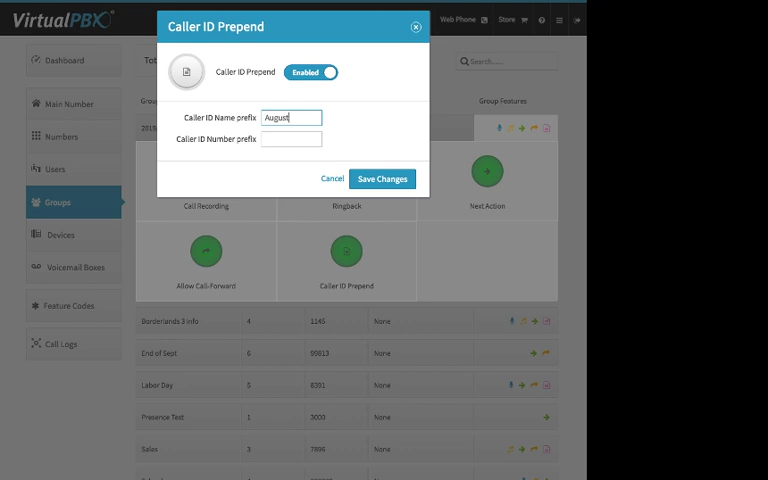 VirtualPBX
Caller ID Prepend
Web Phone
Store
Dashboard
Tot
Caller ID Prepend
Enabled
Search......
Main Number
Caller ID Name prefix
August
Group Features
Numbers
Caller ID Number prefix
Users
Cancel
Save Changes
Groups
Call Recording
Ringback
Next Action
Devices
Voicemail Boxes
Allow Call-Forward
Caller ID Prepend
Feature Codes
Borderlands 3 info 4 1145 None
Call Logs
End of Sept 6 99813 None
Labor Day 5 8391 None
Presence Test 1 3000 None
Sales 3 7896 None